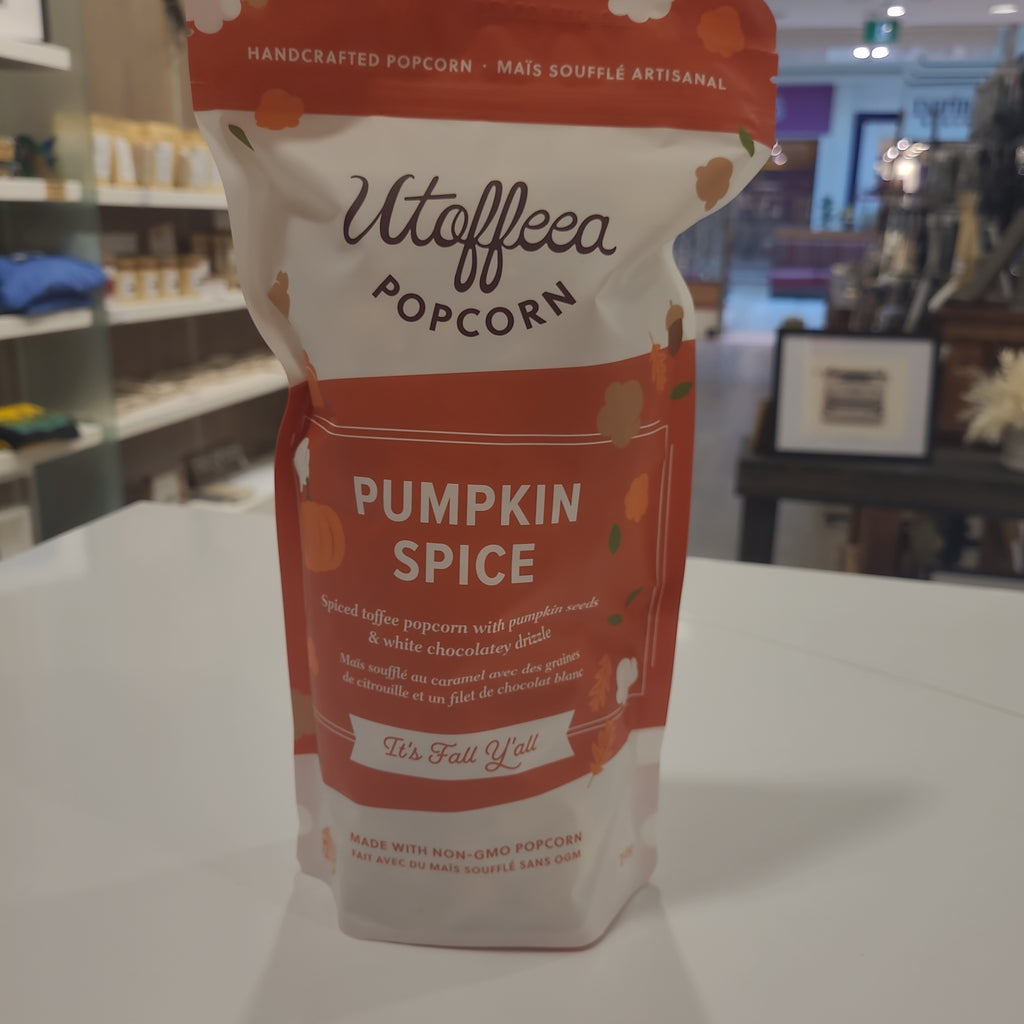 HANDCRAFTED POPCORN · MAÏS SOUFFLÉ ARTISANAL
Utoffeea
POPCORN
PUMPKIN
SPICE
Spiced toffee popcorn with pumpkin seeds
& white chocolatey drizzle
Maïs soufflé au caramel avec des graines
de citrouille et un filet de chocolat blanc
It's Fall Y'all
MADE WITH NON-GMO POPCORN
FAIT AVEC DU MAÏS SOUFFLÉ SANS OGM